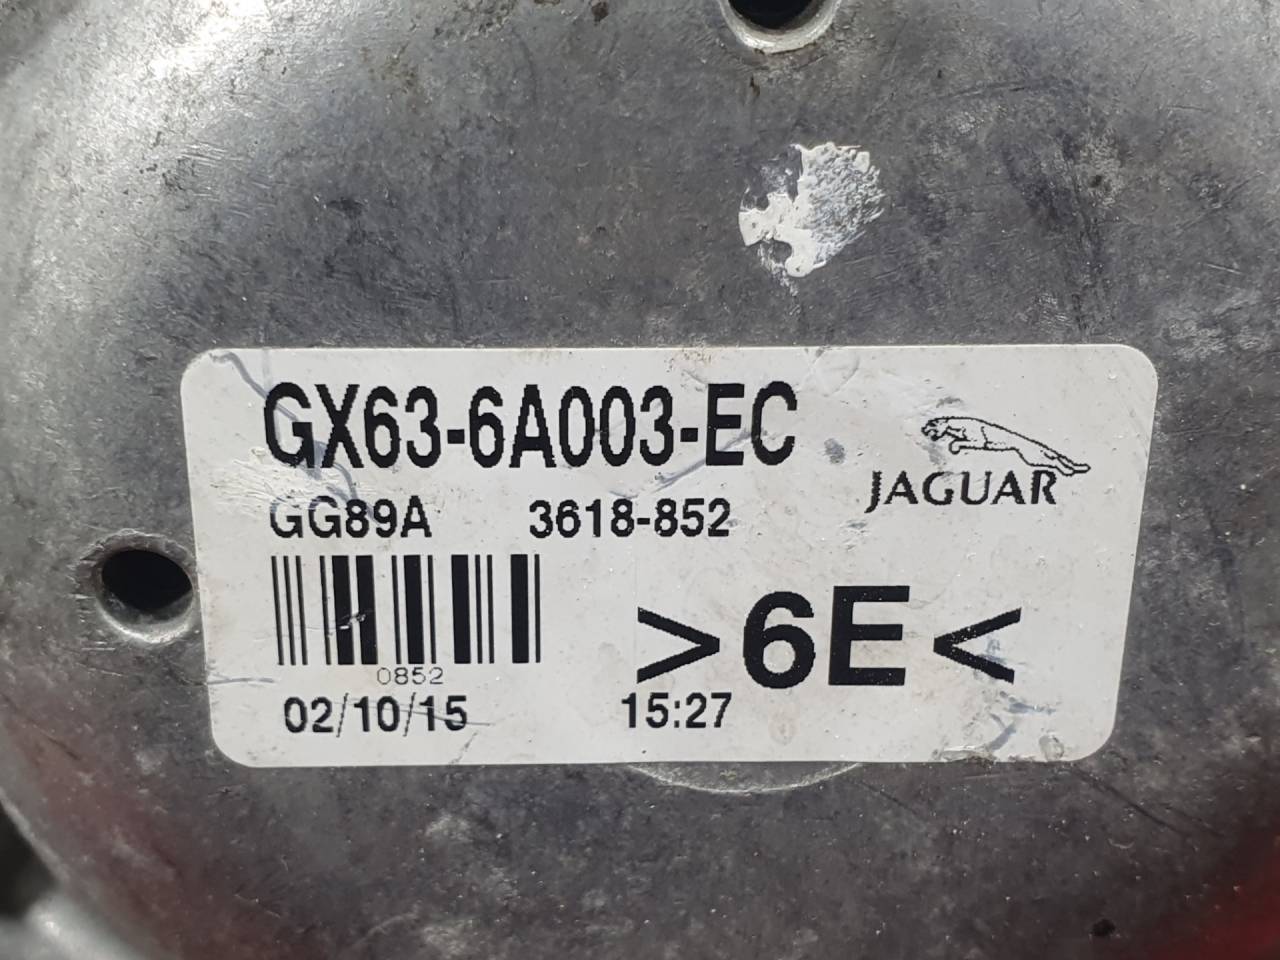 GX63-6A003-EC
JAGUAR
GG89A 3618-852
>6E<
0852
02/10/15 15:27